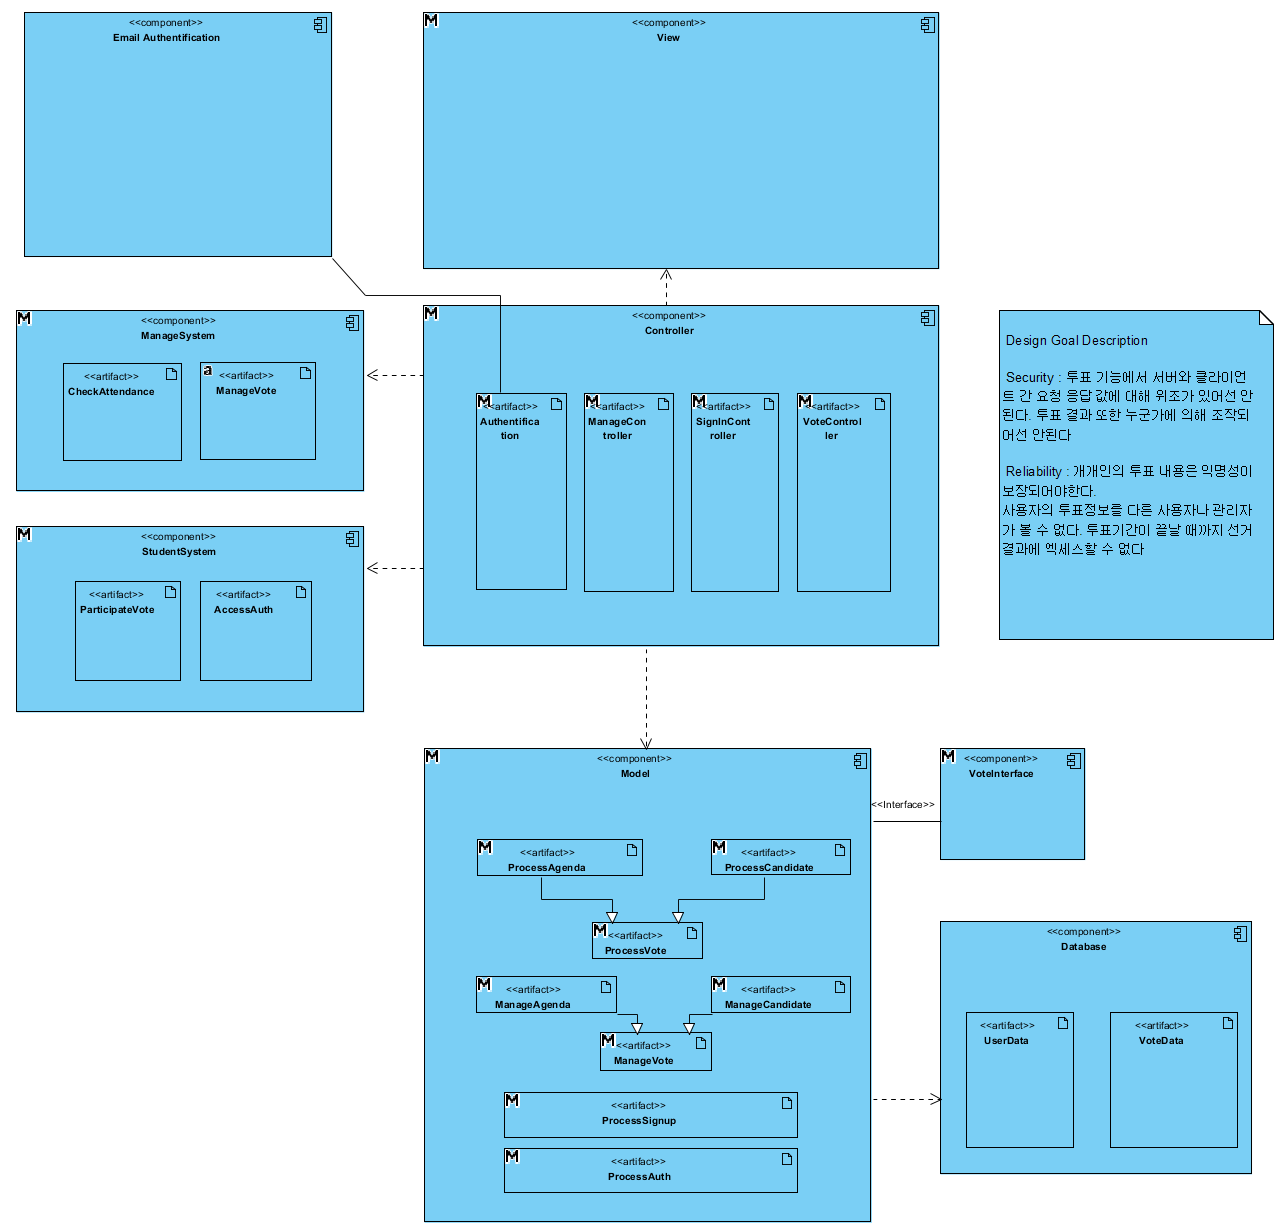 <<component>>
Email Authentification
<<component>>
View
<<component>>
ManageSystem
<<artifact>>
CheckAttendance
<<artifact>>
ManageVote
<<component>>
StudentSystem
<<artifact>>
ParticipateVote
<<artifact>>
AccessAuth
<<component>>
Controller
<<artifact>>
Authentifica
tion
<<artifact>>
ManageCon
troller
<<artifact>>
SignInCont
roller
<<artifact>>
VoteControl
ler
Design Goal Description
Security : 투표 기능에서 서버와 클라이언
트 간 요청 응답 값에 대해 위조가 있어선 안
된다. 투표 결과 또한 누군가에 의해 조작되
어선 안된다
Reliability : 개개인의 투표 내용은 익명성이
보장되어야한다.
사용자의 투표정보를 다른 사용자나 관리자
가 볼 수 없다. 투표기간이 끝날 때까지 선거
결과에 엑세스할 수 없다
<<component>>
Model
<<artifact>>
ProcessAgenda
<<artifact>>
ProcessCandidate
<<artifact>>
ProcessVote
<<artifact>>
ManageAgenda
<<artifact>>
ManageCandidate
<<artifact>>
ManageVote
<<artifact>>
ProcessSignup
<<artifact>>
ProcessAuth
<<Interface>>
<<component>>
VoteInterface
<<component>>
Database
<<artifact>>
UserData
<<artifact>>
VoteData